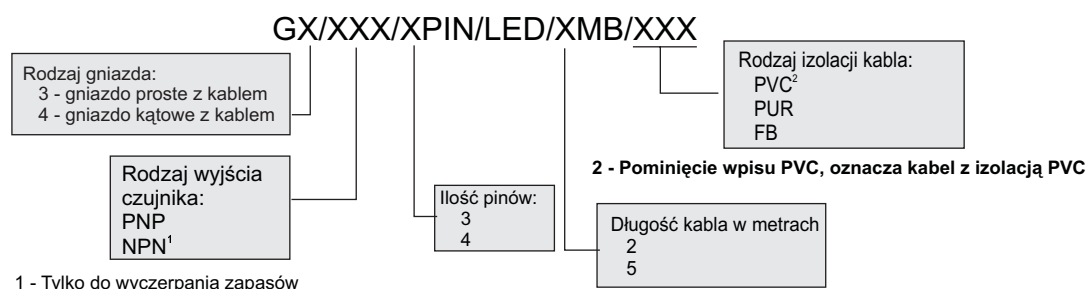 GX/XXX/XPIN/LED/XMB/XXX
Rodzaj gniazda:
3 - gniazdo proste z kablem
4 - gniazdo kątowe z kablem
Rodzaj izolacji kabla:
PVC²
PUR
FB
2 - Pominięcie wpisu PVC, oznacza kabel z izolacją PVC
Rodzaj wyjścia
czujnika:
PNP
NPN¹
Ilość pinów:
3
4
Długość kabla w metrach
2
5
1 - Tylko do wyczerpania zapasów